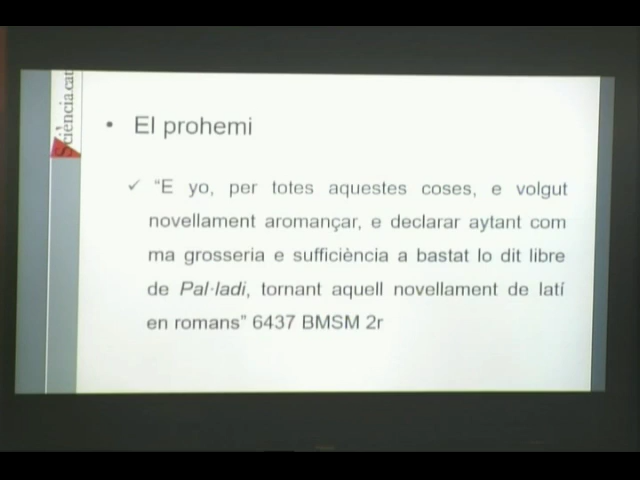 Sciència.cat
• El prohemi
✓ “E yo, per totes aquestes coses, e volgut
novellament aromançar, e declarar aytant com
ma grosseria e sufficiència a bastat lo dit libre
de Pal·ladi, tornant aquell novellament de latí
en romans” 6437 BMSM 2r